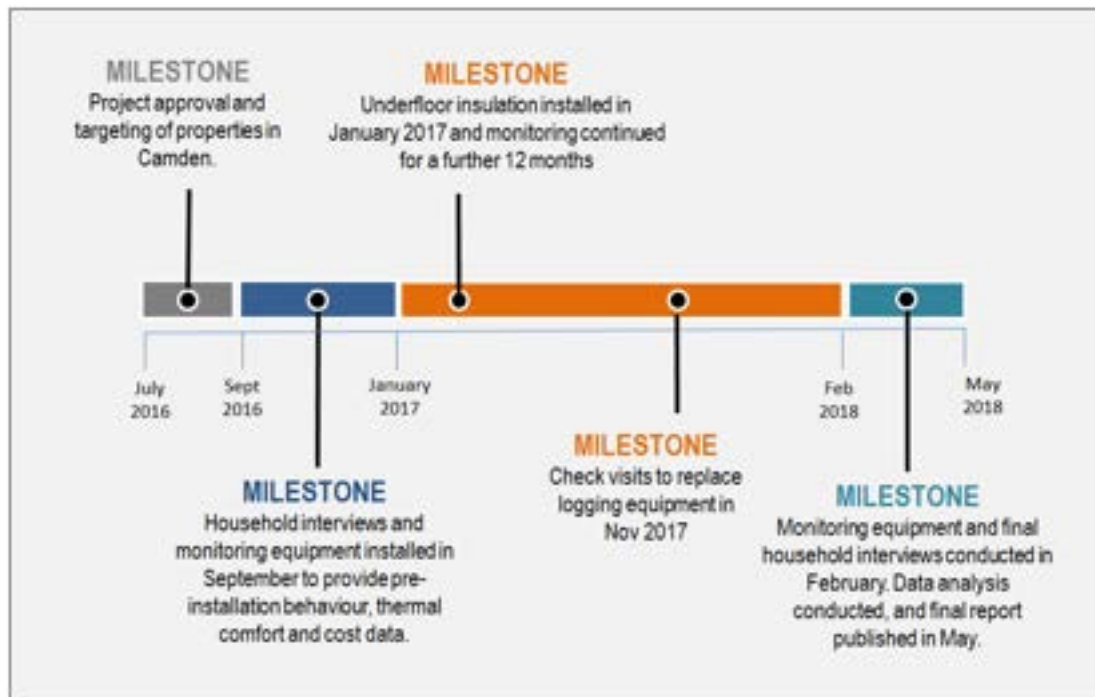 MILESTONE
Project approval and
targeting of properties in
Camden.
MILESTONE
Underfloor insulation installed in
January 2017 and monitoring continued
for a further 12 months
July
2016
Sept
2016
January
2017
Feb
2018
May
2018
MILESTONE
Household interviews and
monitoring equipment installed in
September to provide pre-
installation behaviour, thermal
comfort and cost data.
MILESTONE
Check visits to replace
logging equipment in
Nov 2017
MILESTONE
Monitoring equipment and final
household interviews conducted in
February. Data analysis
conducted, and final report
published in May.